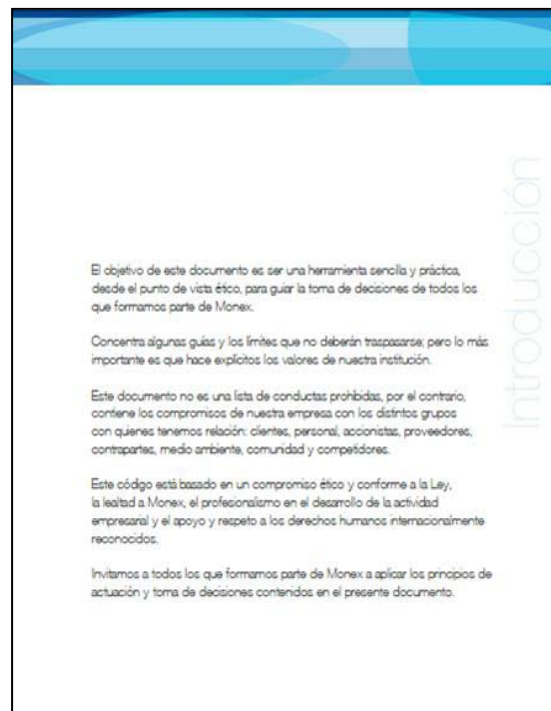 Introducción
El objetivo de este documento es ser una herramienta sencilla y práctica,
desde el punto de vista ético, para guiar la toma de decisiones de todos los
que formamos parte de Monex.
Concentra algunas guías y los límites que no deberán traspasarse; pero lo más
importante es que hace explícitos los valores de nuestra institución.
Este documento no es una lista de conductas prohibidas, por el contrario,
contiene los compromisos de nuestra empresa con los distintos grupos
con quienes tenemos relación: clientes, personal, accionistas, proveedores,
contrapartes, medio ambiente, comunidad y competidores.
Este código está basado en un compromiso ético y conforme a la Ley,
la lealtad a Monex, el profesionalismo en el desarrollo de la actividad
empresarial y el apoyo y respeto a los derechos humanos internacionalmente
reconocidos.
Invitamos a todos los que formamos parte de Monex a aplicar los principios de
actuación y toma de decisiones contenidos en el presente documento.